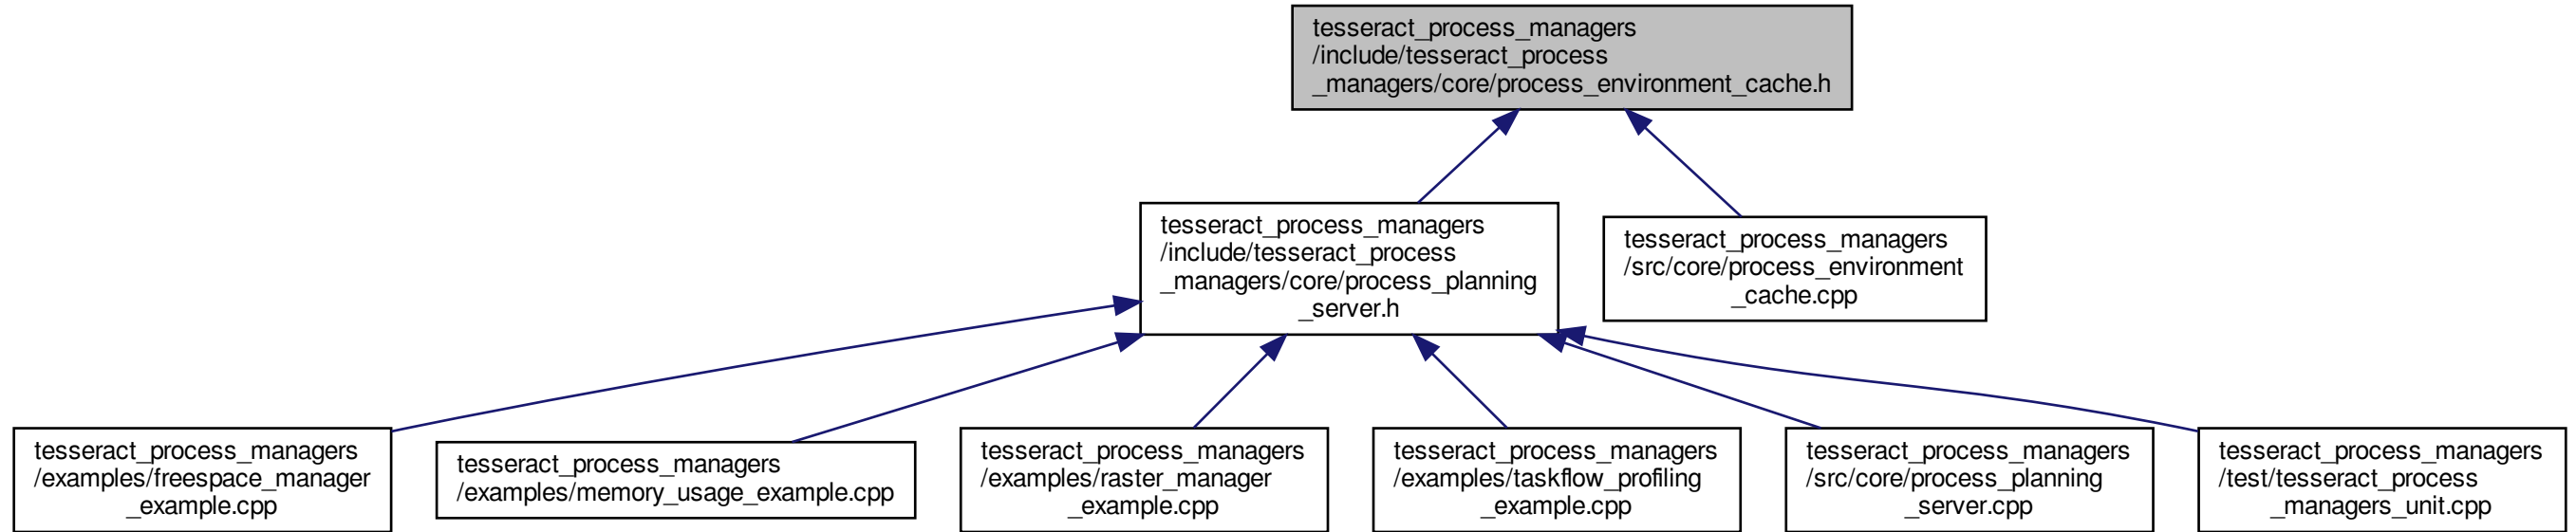 tesseract_process_managers
/include/tesseract_process
_managers/core/process_environment_cache.h
tesseract_process_managers
/include/tesseract_process
_managers/core/process_planning
_server.h
tesseract_process_managers
/src/core/process_environment
_cache.cpp
tesseract_process_managers
/examples/freespace_manager
_example.cpp
tesseract_process_managers
/examples/memory_usage_example.cpp
tesseract_process_managers
/examples/raster_manager
_example.cpp
tesseract_process_managers
/examples/taskflow_profiling
_example.cpp
tesseract_process_managers
/src/core/process_planning
_server.cpp
tesseract_process_managers
/test/tesseract_process
_managers_unit.cpp